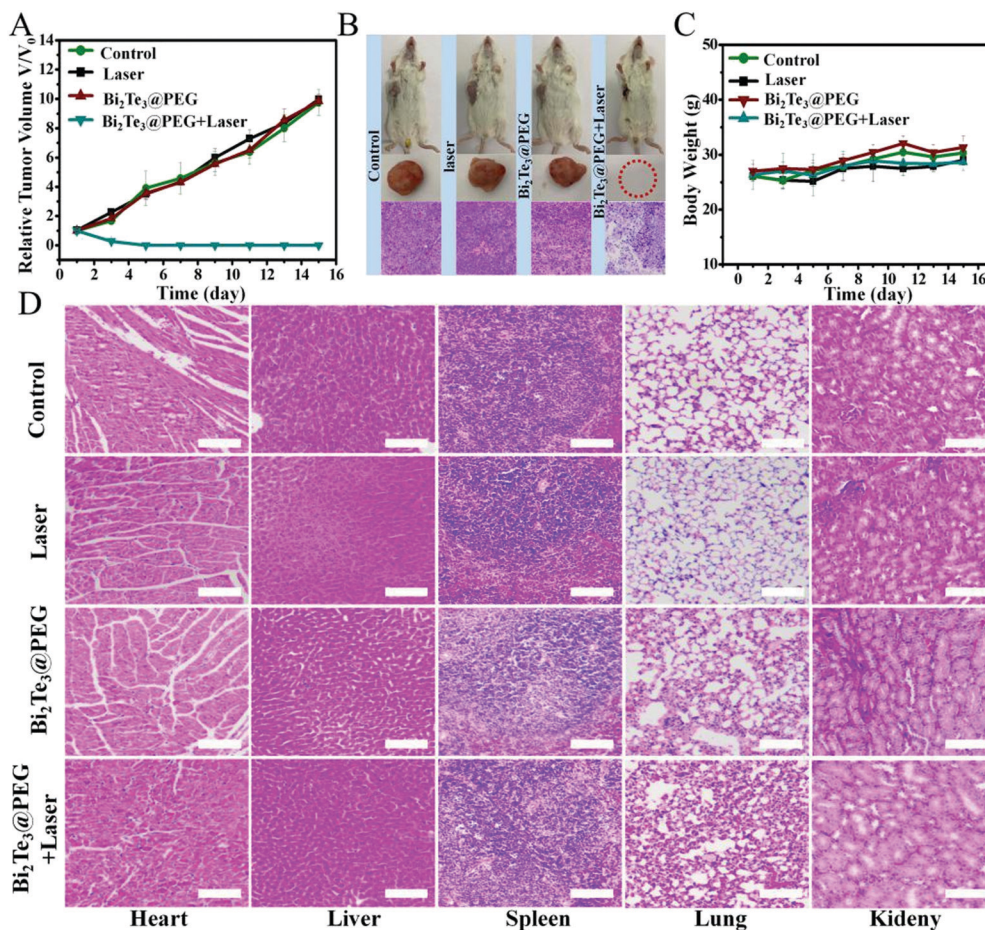 A
Relative Tumor Volume V/V₀
14
12
10
8
6
4
2
0
Control
Laser
Bi₂Te₃@PEG
Bi₂Te₃@PEG+Laser
0 2 4 6 8 10 12 14 16
Time (day)
B
Control
laser
Bi₂Te₃@PEG
Bi₂Te₃@PEG+Laser
C
Body Weight (g)
50
40
30
20
10
Control
Laser
Bi₂Te₃@PEG
Bi₂Te₃@PEG+Laser
0 2 4 6 8 10 12 14 16
Time (day)
D
Control
Laser
Bi₂Te₃@PEG
Bi₂Te₃@PEG
+Laser
Heart Liver Spleen Lung Kideny